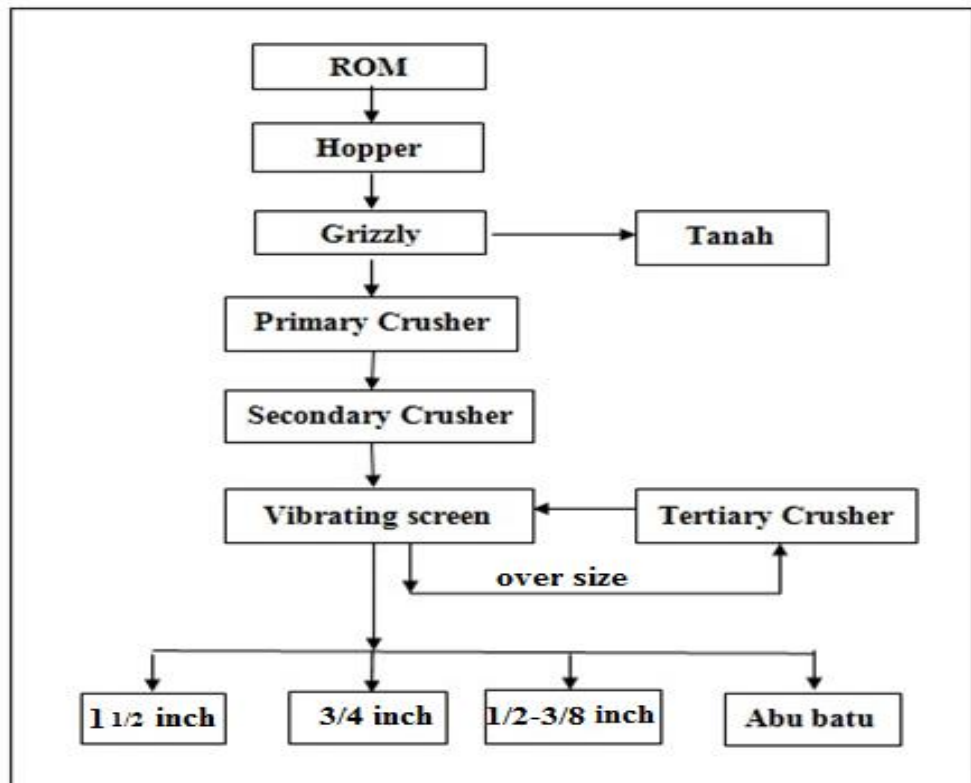 ROM
Hopper
Grizzly
Tanah
Primary Crusher
Secondary Crusher
Vibrating screen
Tertiary Crusher
over size
1 1/2 inch
3/4 inch
1/2-3/8 inch
Abu batu